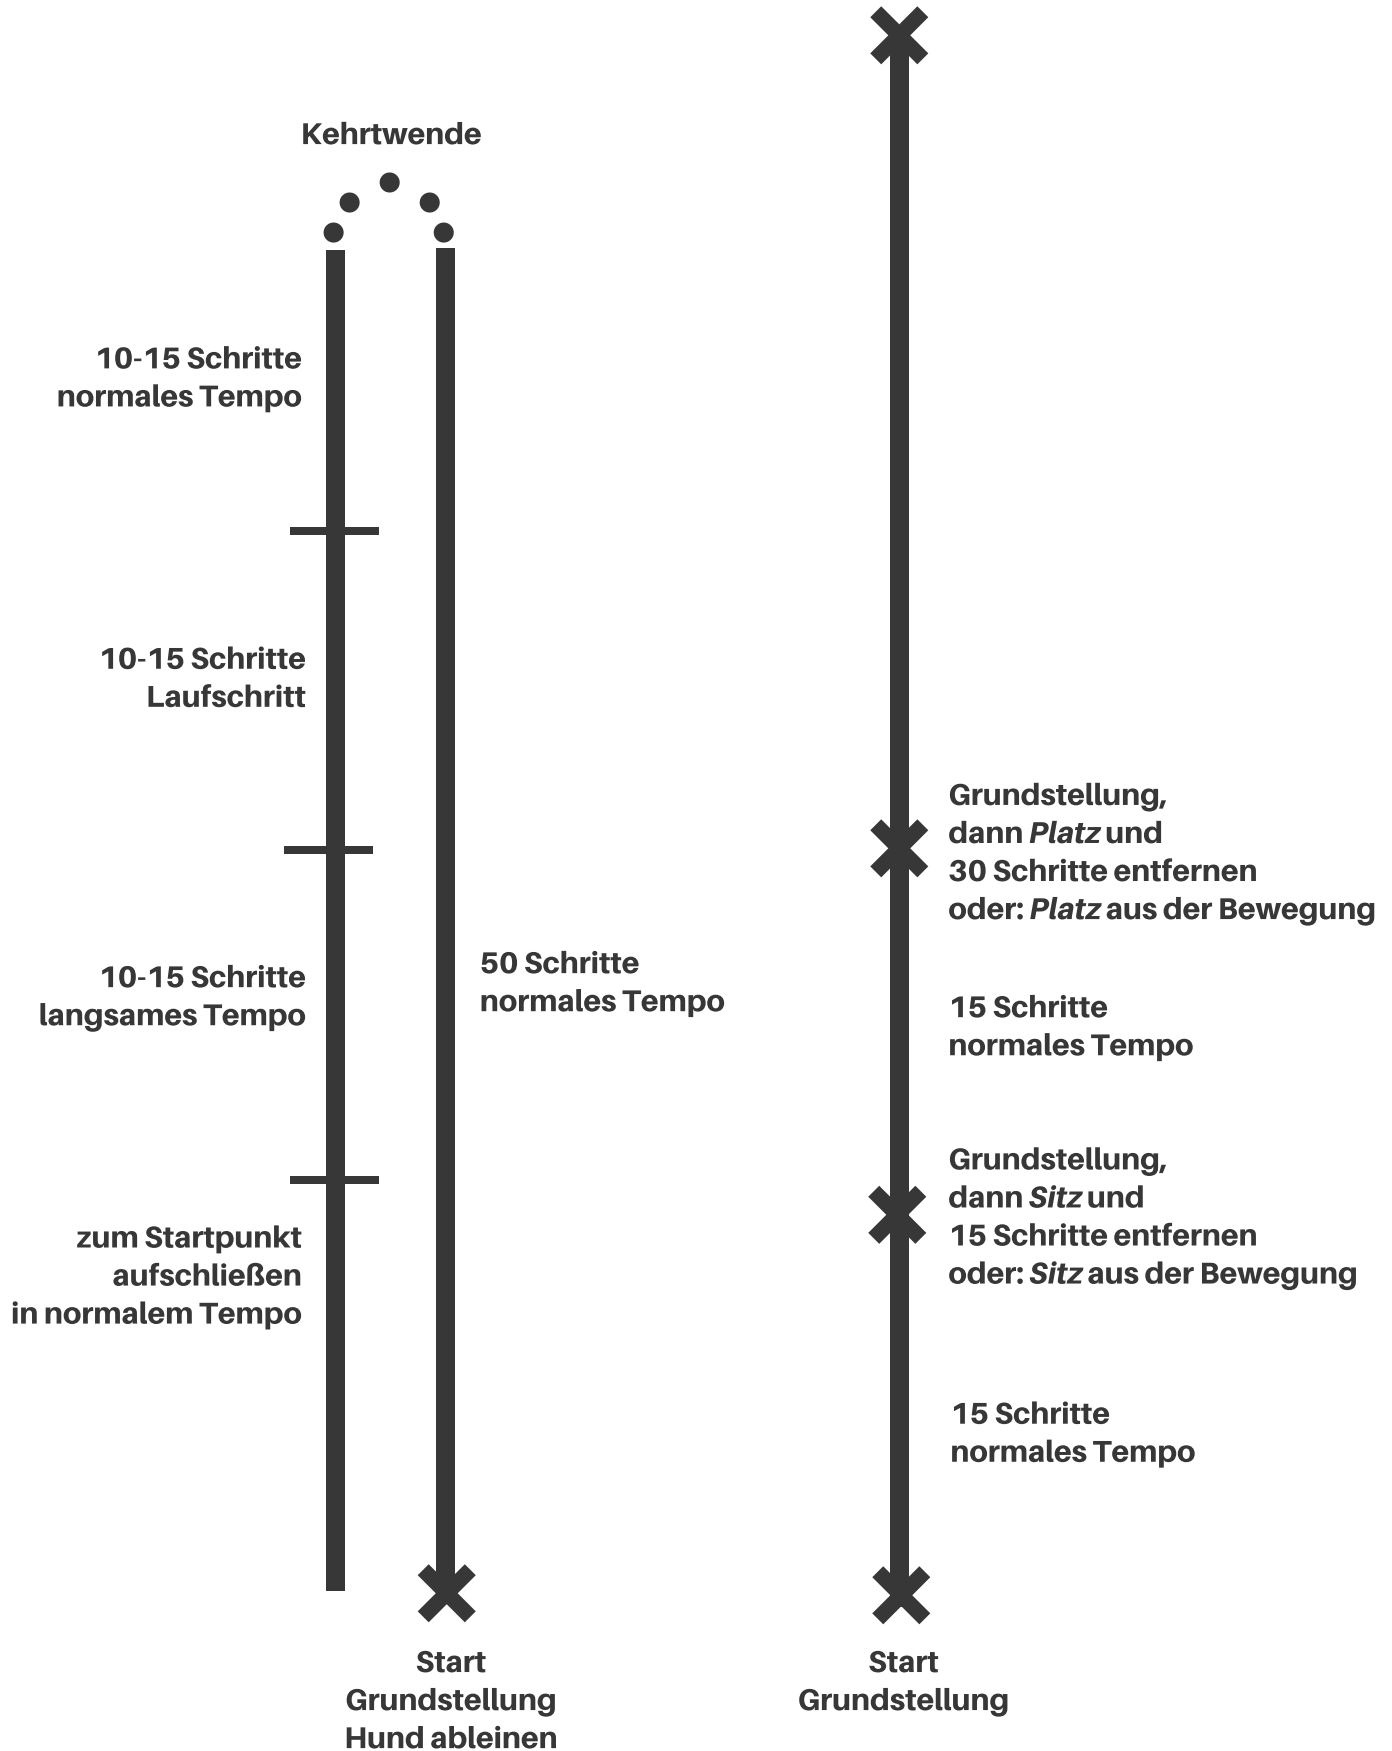 Kehrtwende
10-15 Schritte
normales Tempo
10-15 Schritte
Laufschritt
10-15 Schritte
langsames Tempo
zum Startpunkt
aufschließen
in normalem Tempo
50 Schritte
normales Tempo
Start
Grundstellung
Hund ableinen
Grundstellung,
dann Platz und
30 Schritte entfernen
oder: Platz aus der Bewegung
15 Schritte
normales Tempo
Grundstellung,
dann Sitz und
15 Schritte entfernen
oder: Sitz aus der Bewegung
15 Schritte
normales Tempo
Start
Grundstellung